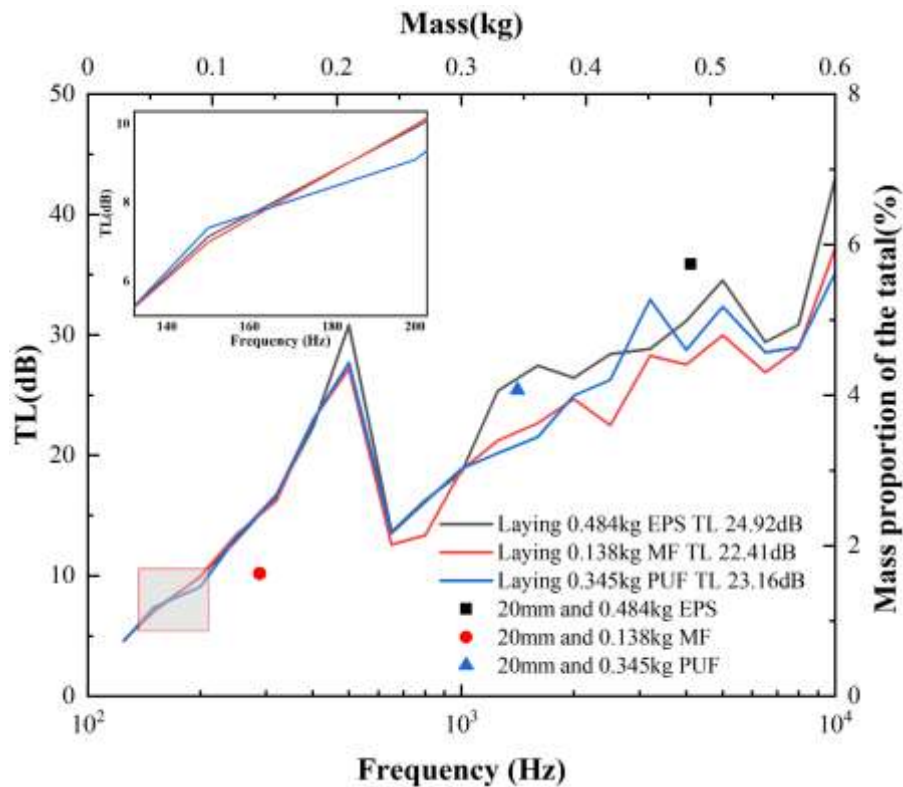 Mass(kg)
0 0.1 0.2 0.3 0.4 0.5 0.6
50 8
10
8
TL(dB)
6
140 160 180 200
Frequency (Hz)
40
6
30
TL(dB)
4
20
Mass proportion of the tatal(%)
Laying 0.484kg EPS TL 24.92dB
Laying 0.138kg MF TL 22.41dB
Laying 0.345kg PUF TL 23.16dB
20mm and 0.484kg EPS
20mm and 0.138kg MF
20mm and 0.345kg PUF
2
10
0 0
10² 10³ 10⁴
Frequency (Hz)